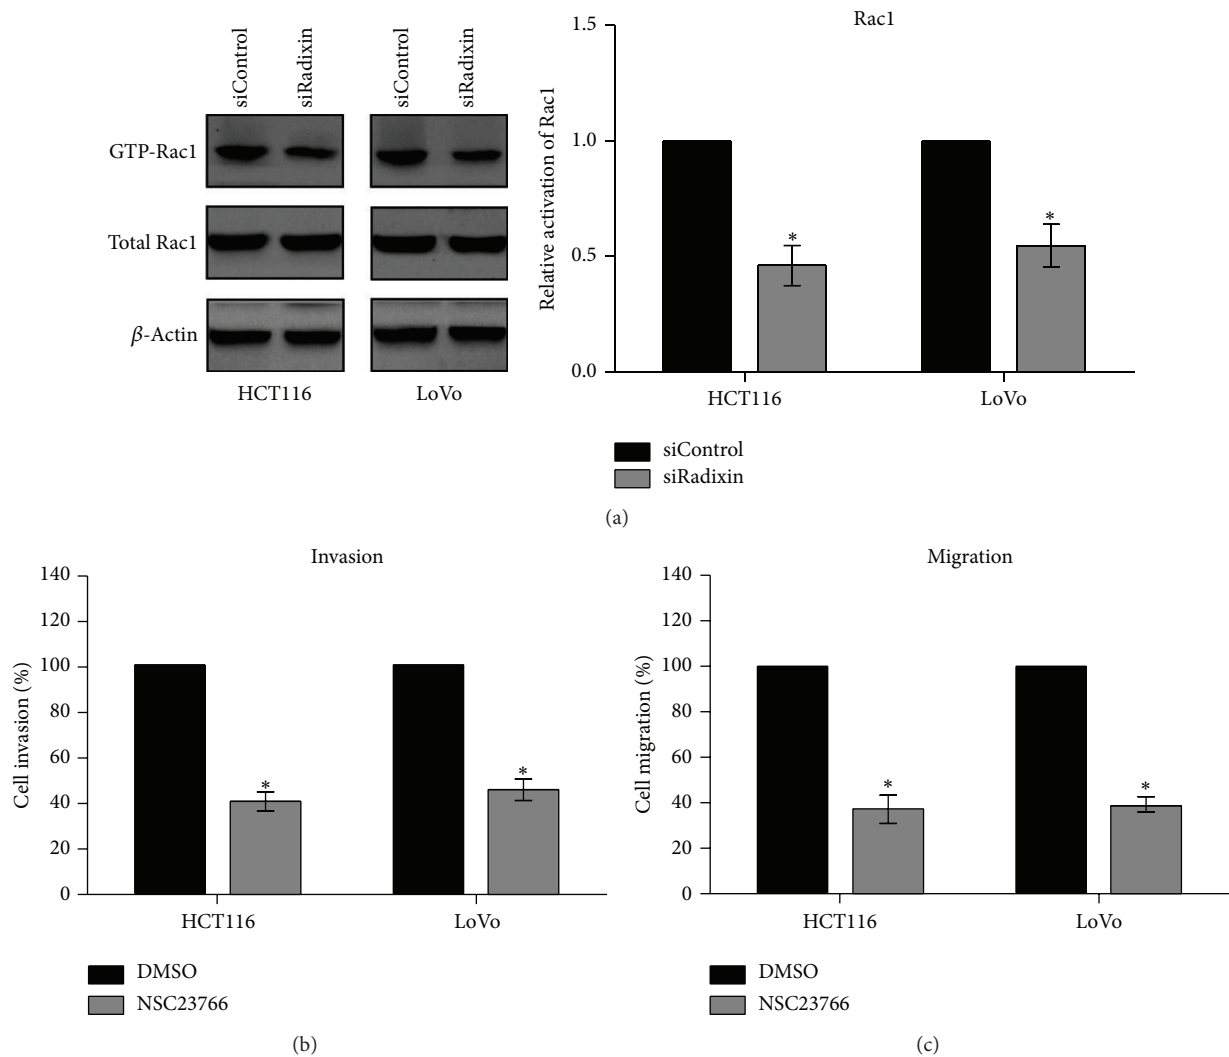 siControl
siRadixin
siControl
siRadixin
GTP-Rac1
Total Rac1
β-Actin
HCT116
LoVo
Rac1
Relative activation of Rac1
1.5
1.0
0.5
0.0
*
*
HCT116
LoVo
siControl
siRadixin
(a)
Invasion
Cell invasion (%)
140
120
100
80
60
40
20
0
*
*
HCT116
LoVo
DMSO
NSC23766
(b)
Migration
Cell migration (%)
140
120
100
80
60
40
20
0
*
*
HCT116
LoVo
DMSO
NSC23766
(c)